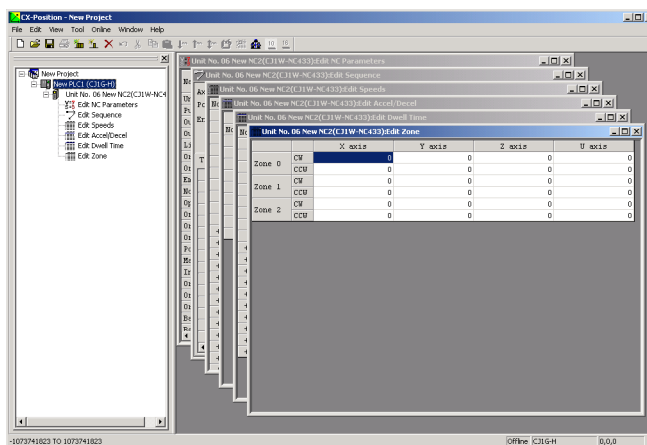 CX-Position - New Project
File Edit View Tool Online Window Help
10 16
New Project
New PLC1 (CJ1G-H)
Unit No. 06 New NC2(CJ1W-NC4
Edit NC Parameters
Edit Sequence
Edit Speeds
Edit Accel/Decel
Edit Dwell Time
Edit Zone
Unit No. 06 New NC2(CJ1W-NC433):Edit NC Parameters
Unit No. 06 New NC2(CJ1W-NC433):Edit Sequence
Unit No. 06 New NC2(CJ1W-NC433):Edit Speeds
Unit No. 06 New NC2(CJ1W-NC433):Edit Accel/Decel
Unit No. 06 New NC2(CJ1W-NC433):Edit Dwell Time
Unit No. 06 New NC2(CJ1W-NC433):Edit Zone
X axis Y axis Z axis U axis
Zone 0 CW 0 0 0 0
CCW 0 0 0 0
Zone 1 CW 0 0 0 0
CCW 0 0 0 0
Zone 2 CW 0 0 0 0
CCW 0 0 0 0
-1073741823 TO 1073741823 Offline CJ1G-H 0,0,0